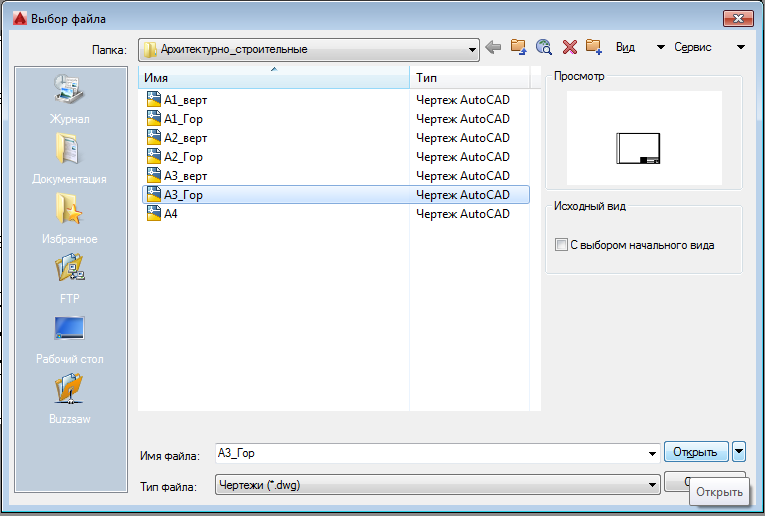 Выбор файла
Папка: Архитектурно_строительные Вид Сервис
Имя Тип
A1_верт Чертеж AutoCAD
A1_Гор Чертеж AutoCAD
A2_верт Чертеж AutoCAD
A2_Гор Чертеж AutoCAD
A3_верт Чертеж AutoCAD
A3_Гор Чертеж AutoCAD
A4 Чертеж AutoCAD
Журнал
Документация
Избранное
FTP
Рабочий стол
Buzzsaw
Просмотр
Исходный вид
С выбором начального вида
Имя файла: A3_Гор Открыть
Тип файла: Чертежи (*.dwg)
Открыть